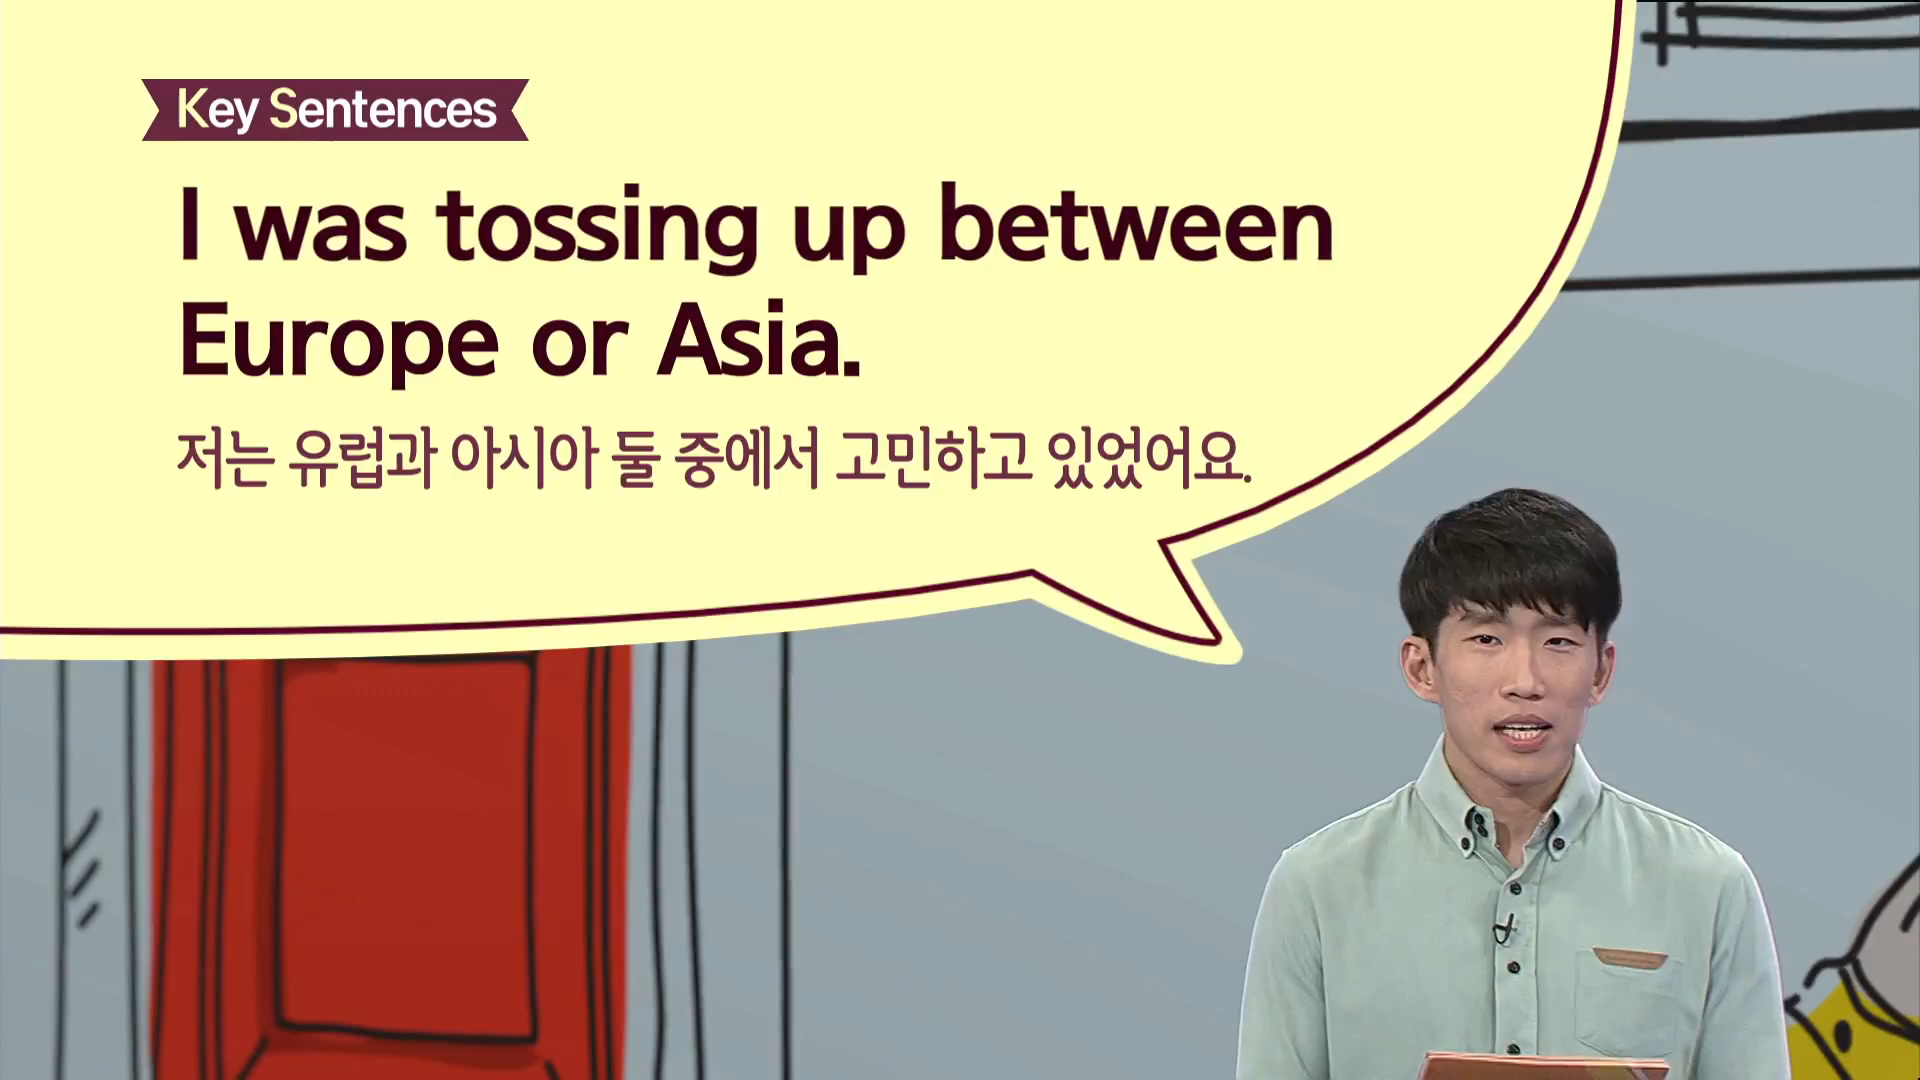 Key Sentences
I was tossing up between
Europe or Asia.
저는 유럽과 아시아 둘 중에서 고민하고 있었어요.